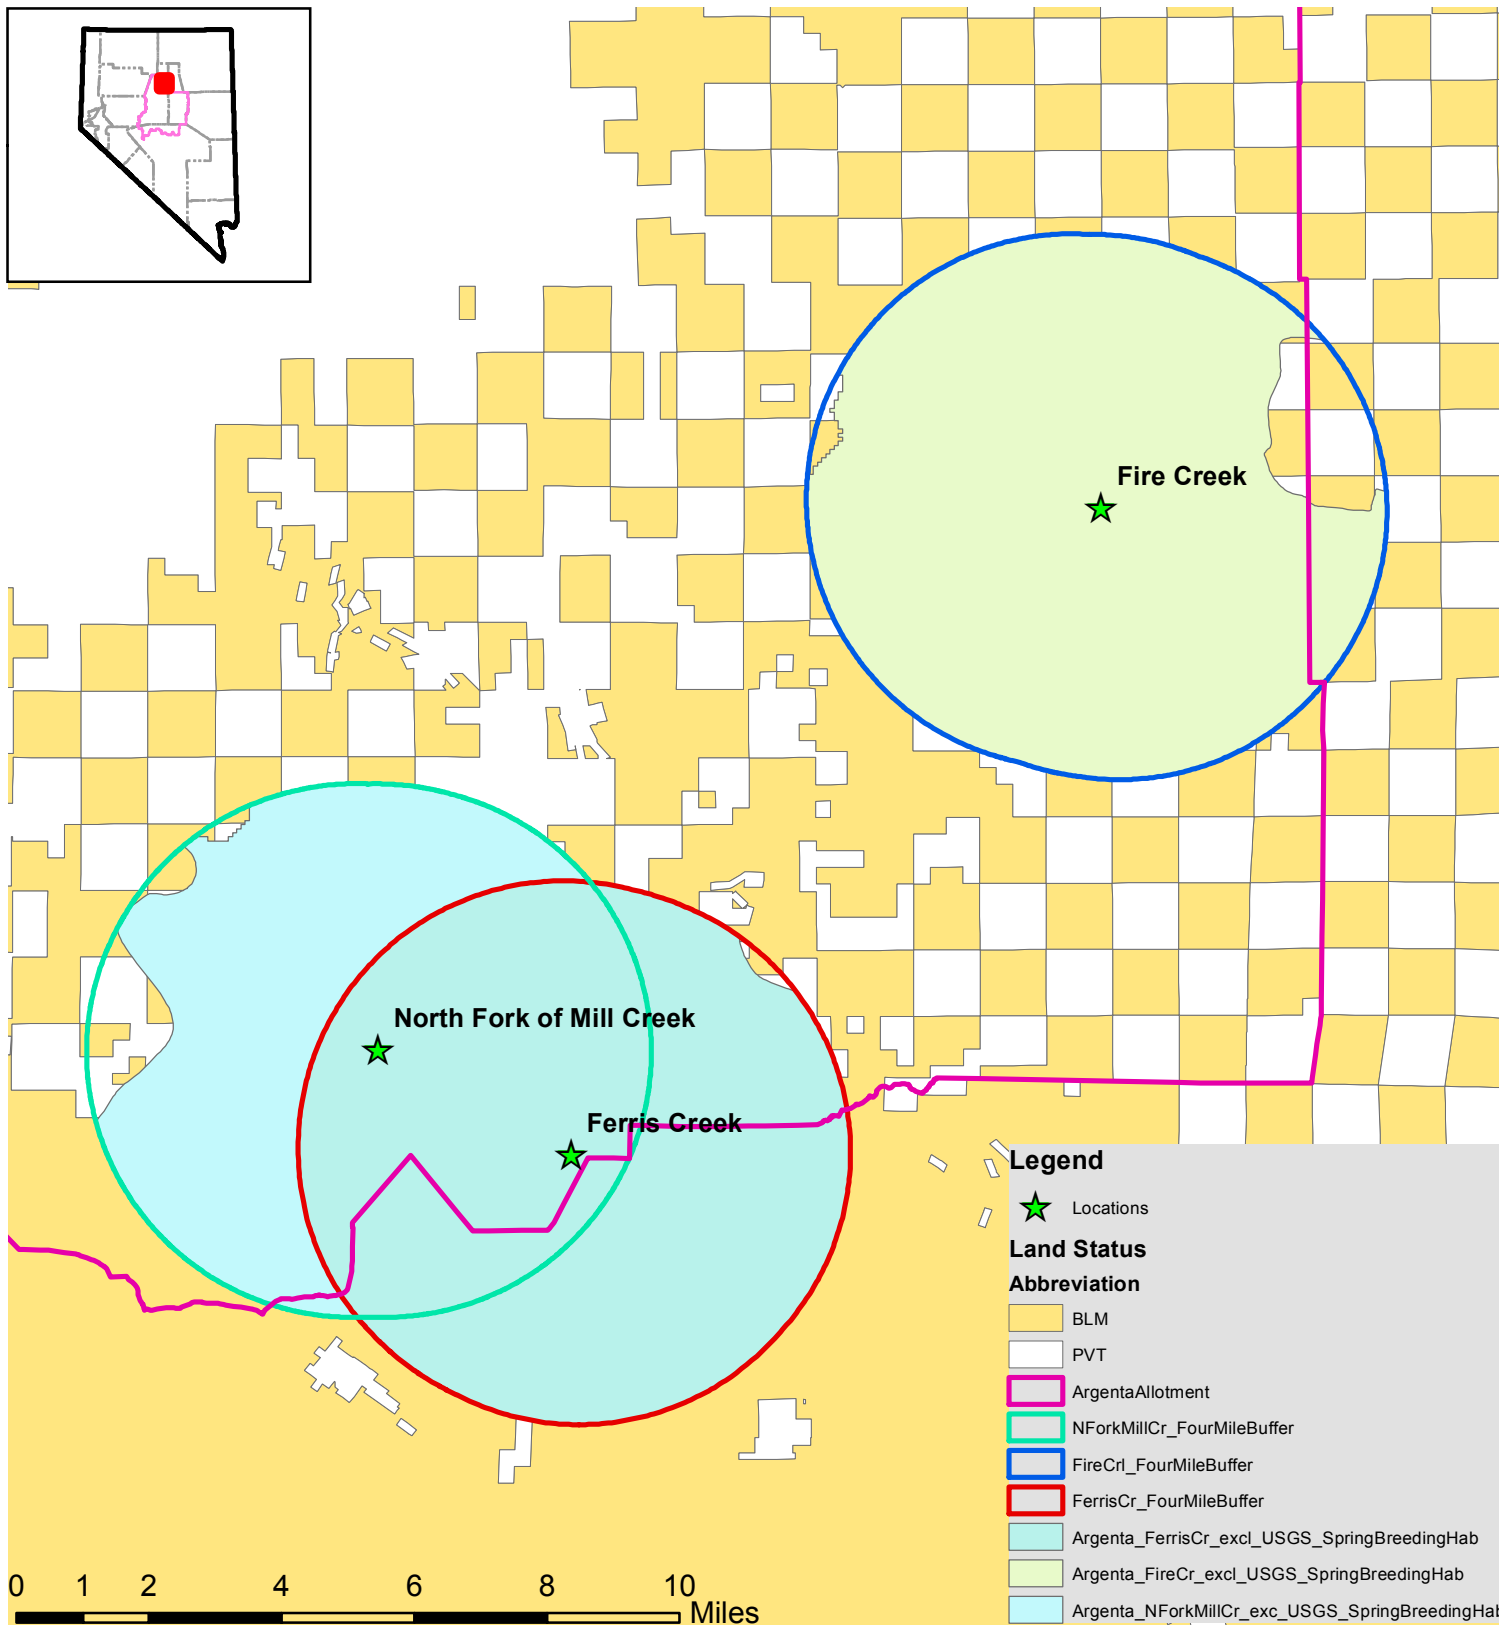 Fire Creek
North Fork of Mill Creek
Ferris Creek
Legend
Locations
Land Status
Abbreviation
BLM
PVT
ArgentaAllotment
NForkMillCr_FourMileBuffer
FireCrl_FourMileBuffer
FerrisCr_FourMileBuffer
Argenta_FerrisCr_excl_USGS_SpringBreedingHab
Argenta_FireCr_excl_USGS_SpringBreedingHab
Argenta_NForkMillCr_exc_USGS_SpringBreedingHab
0 1 2 4 6 8 10
Miles